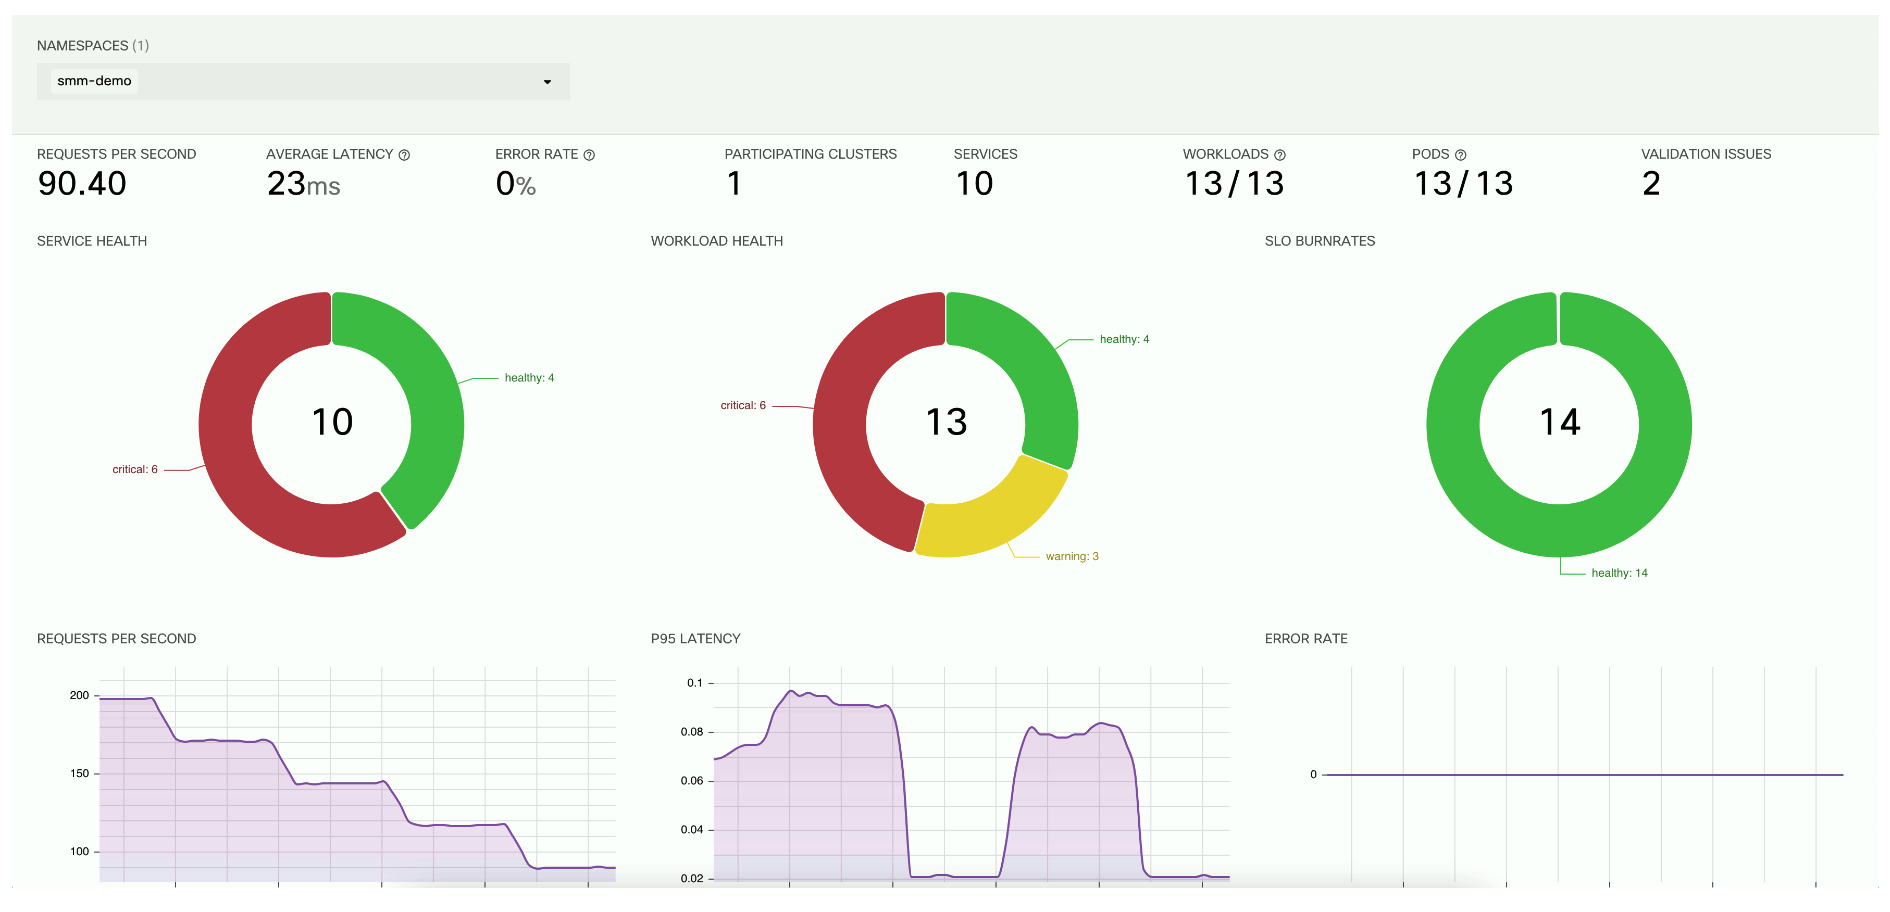 NAMESPACES (1)
smm-demo
REQUESTS PER SECOND
90.40
AVERAGE LATENCY
23ms
ERROR RATE
0%
PARTICIPATING CLUSTERS
1
SERVICES
10
WORKLOADS
13/13
PODS
13/13
VALIDATION ISSUES
2
SERVICE HEALTH
healthy: 4
10
critical: 6
WORKLOAD HEALTH
healthy: 4
critical: 6
13
warning: 3
SLO BURNRATES
14
healthy: 14
REQUESTS PER SECOND
200
150
100
P95 LATENCY
0.1
0.08
0.06
0.04
0.02
ERROR RATE
0